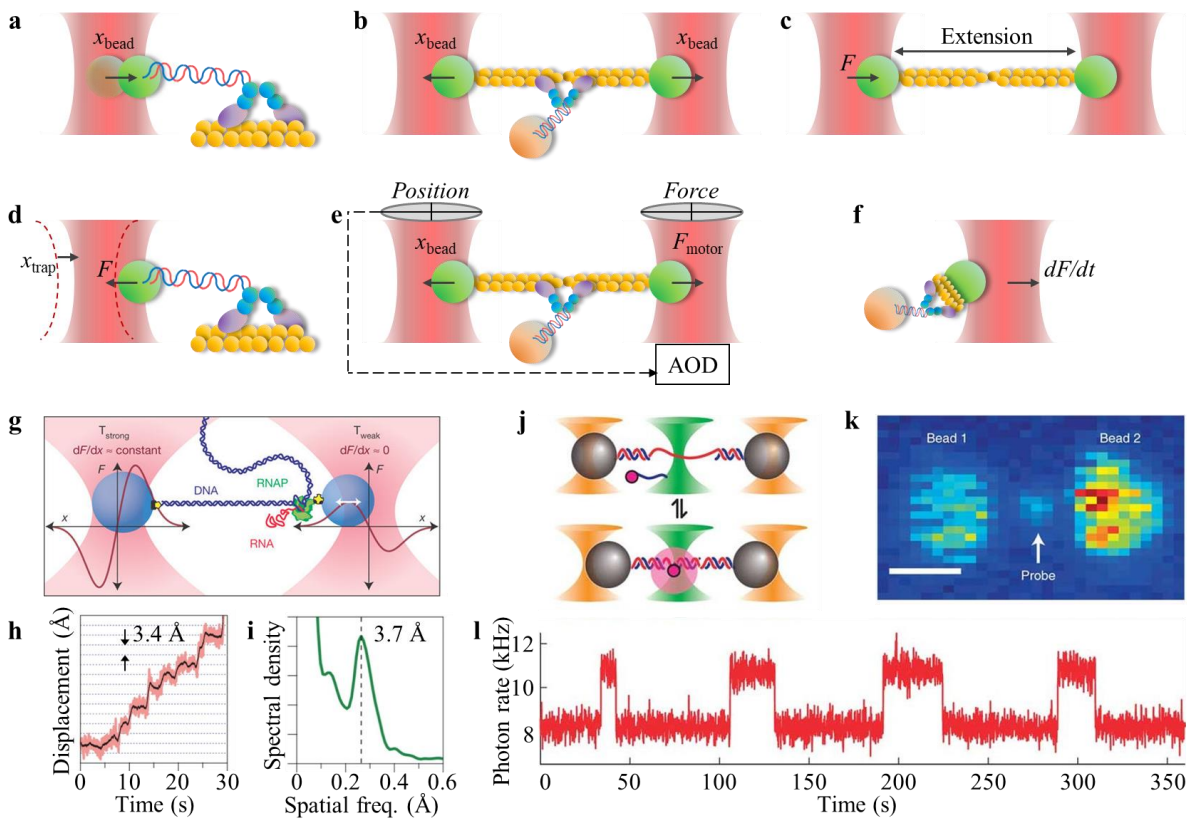 a
x_bead
b
x_bead
x_bead
c
Extension
F
d
x_trap
F
e
Position
Force
x_bead
F_motor
AOD
f
dF/dt
g
T_strong
dF/dx ≈ constant
F
x
DNA
RNAP
RNA
T_weak
dF/dx ≈ 0
F
x
h
Displacement (Å)
3.4 Å
0 10 20 30
Time (s)
i
Spectral density
3.7 Å
0 0.2 0.4 0.6
Spatial freq. (Å)
j
k
Bead 1
Bead 2
Probe
l
Photon rate (kHz)
12
10
8
0 50 100 150 200 250 300 350
Time (s)